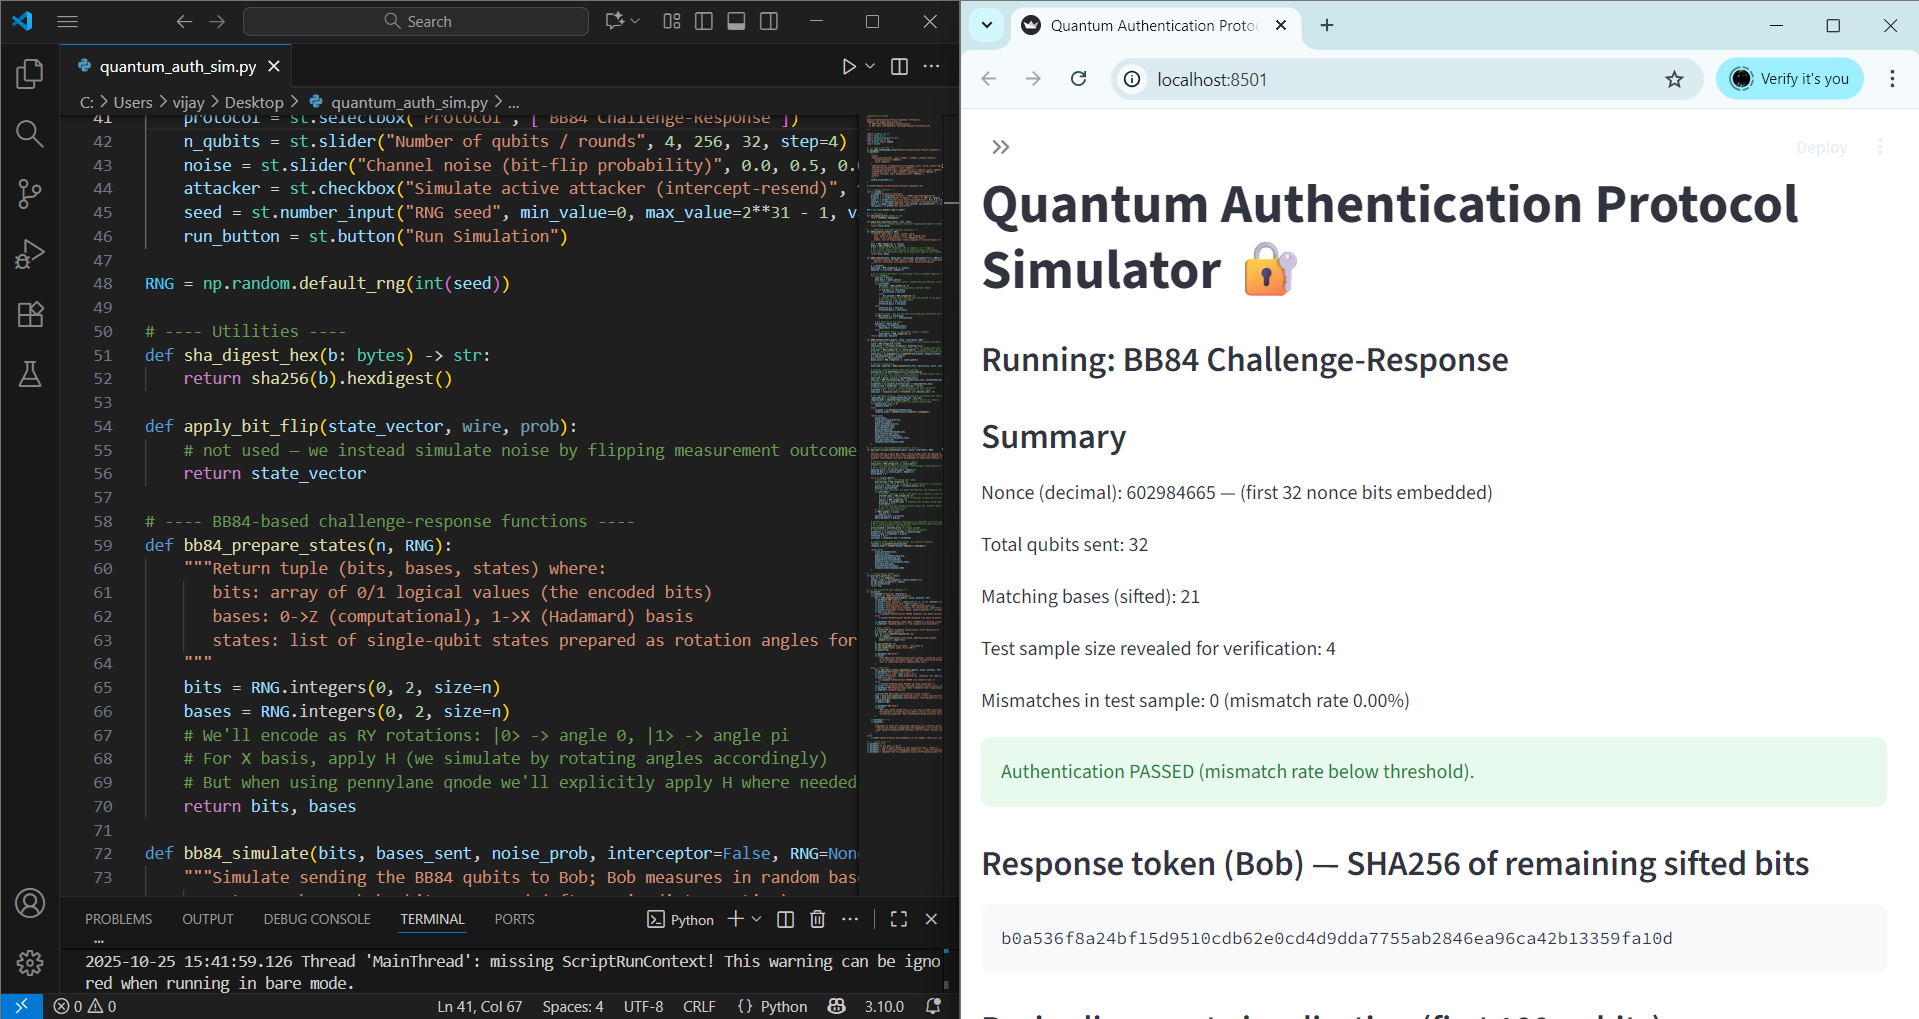 Search
quantum_auth_sim.py
C: > Users > vijay > Desktop > quantum_auth_sim.py > ...
41 protocol = st.selectbox("Protocol", ["BB84 Challenge-Response"])
42 n_qubits = st.slider("Number of qubits / rounds", 4, 256, 32, step=4)
43 noise = st.slider("Channel noise (bit-flip probability)", 0.0, 0.5, 0.
44 attacker = st.checkbox("Simulate active attacker (intercept-resend)",
45 seed = st.number_input("RNG seed", min_value=0, max_value=2**31 - 1,
46 run_button = st.button("Run Simulation")
47
48 RNG = np.random.default_rng(int(seed))
49
50 # ---- Utilities ----
51 def sha_digest_hex(b: bytes) -> str:
52 return sha256(b).hexdigest()
53
54 def apply_bit_flip(state_vector, wire, prob):
55 # not used — we instead simulate noise by flipping measurement outcome
56 return state_vector
57
58 # ---- BB84-based challenge-response functions ----
59 def bb84_prepare_states(n, RNG):
60 """Return tuple (bits, bases, states) where:
61 bits: array of 0/1 logical values (the encoded bits)
62 bases: 0->Z (computational), 1->X (Hadamard) basis
63 states: list of single-qubit states prepared as rotation angles for
64 """
65 bits = RNG.integers(0, 2, size=n)
66 bases = RNG.integers(0, 2, size=n)
67 # We'll encode as RY rotations: |0> -> angle 0, |1> -> angle pi
68 # For X basis, apply H (we simulate by rotating angles accordingly)
69 # But when using pennylane qnode we'll explicitly apply H where needed
70 return bits, bases
71
72 def bb84_simulate(bits, bases_sent, noise_prob, interceptor=False, RNG=Non
73 """Simulate sending the BB84 qubits to Bob; Bob measures in random bas
PROBLEMS OUTPUT DEBUG CONSOLE TERMINAL PORTS Python
...
2025-10-25 15:41:59.126 Thread 'MainThread': missing ScriptRunContext! This warning can be igno
red when running in bare mode.
0 0 Ln 41, Col 67 Spaces: 4 UTF-8 CRLF {} Python 3.10.0
Quantum Authentication Protoc
localhost:8501
Verify it's you
Deploy
Quantum Authentication Protocol
Simulator
Running: BB84 Challenge-Response
Summary
Nonce (decimal): 602984665 — (first 32 nonce bits embedded)
Total qubits sent: 32
Matching bases (sifted): 21
Test sample size revealed for verification: 4
Mismatches in test sample: 0 (mismatch rate 0.00%)
Authentication PASSED (mismatch rate below threshold).
Response token (Bob) — SHA256 of remaining sifted bits
b0a536f8a24bf15d9510cdb62e0cd4d9dda7755ab2846ea96ca42b13359fa10d